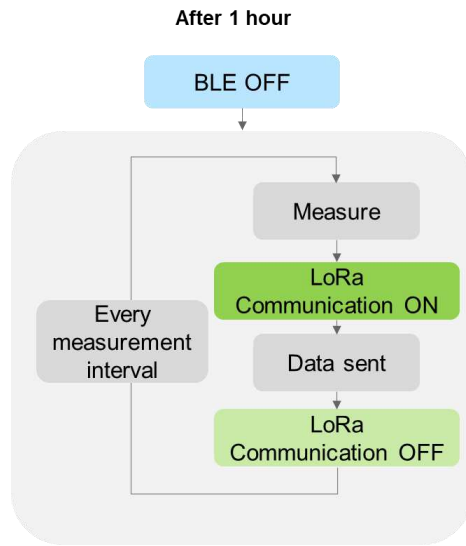 After 1 hour
BLE OFF
Measure
LoRa
Communication ON
Every
measurement
interval
Data sent
LoRa
Communication OFF